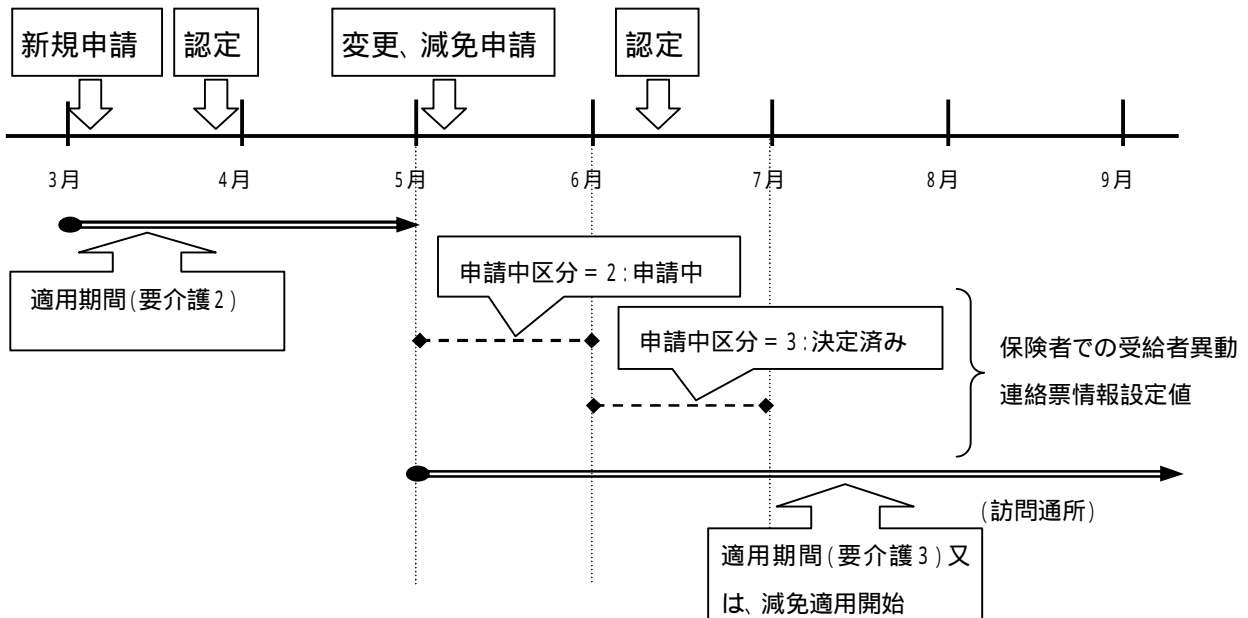 新規申請
認定
変更、減免申請
認定
3月
4月
5月
6月
7月
8月
9月
適用期間(要介護2)
申請中区分=2:申請中
申請中区分=3:決定済み
保険者での受給者異動
連絡票情報設定値
(訪問通所)
適用期間(要介護3)又
は、減免適用開始